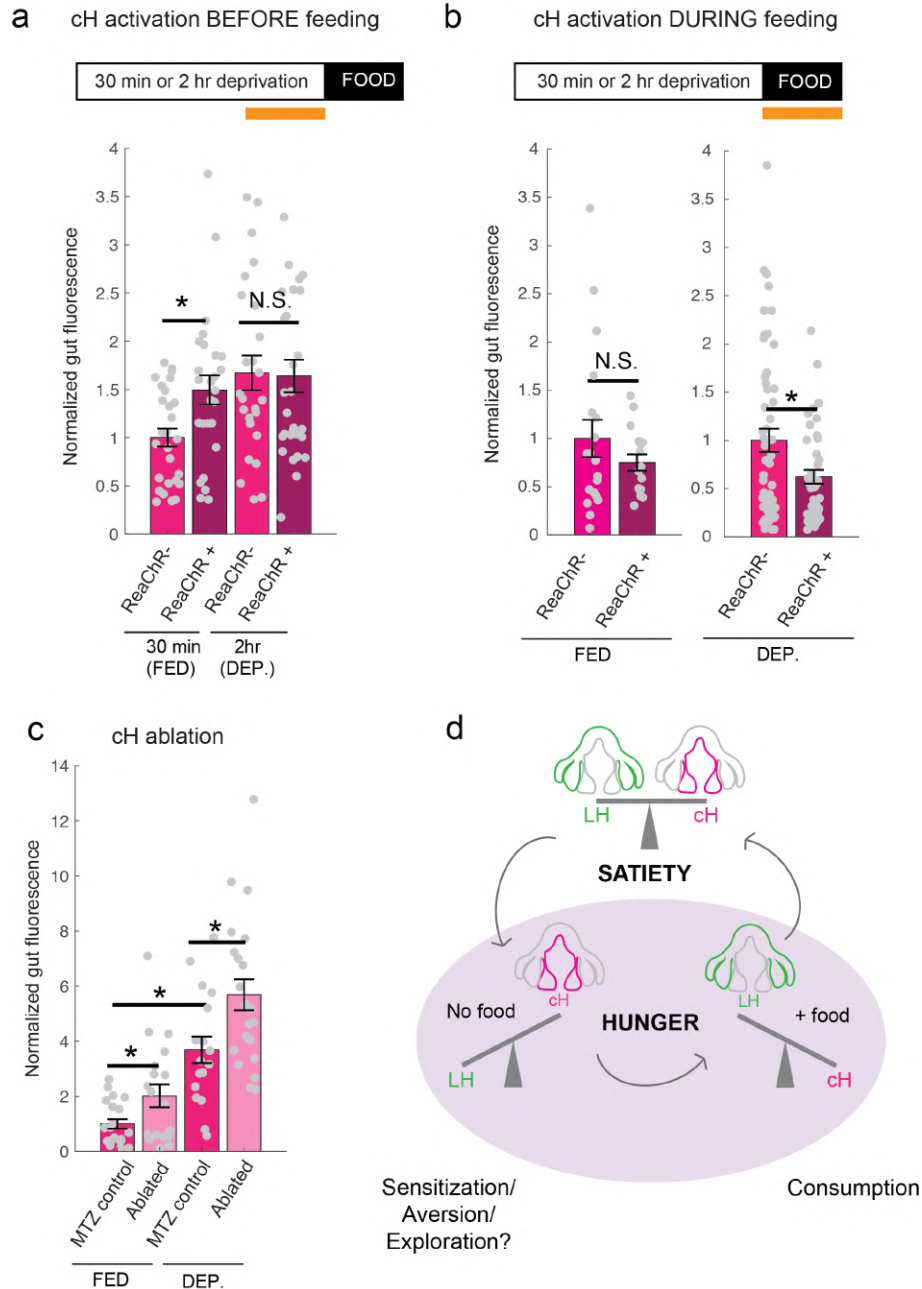 a
cH activation BEFORE feeding
30 min or 2 hr deprivation
FOOD
Normalized gut fluorescence
4
3.5
3
2.5
2
1.5
1
0.5
0
*
N.S.
ReaChR-
ReaChR +
ReaChR-
ReaChR +
30 min
(FED)
2hr
(DEP.)
b
cH activation DURING feeding
30 min or 2 hr deprivation
FOOD
Normalized gut fluorescence
4
3.5
3
2.5
2
1.5
1
0.5
0
N.S.
ReaChR-
ReaChR +
FED
4
3.5
3
2.5
2
1.5
1
0.5
0
*
ReaChR-
ReaChR +
DEP.
c
cH ablation
Normalized gut fluorescence
14
12
10
8
6
4
2
0
*
*
*
MTZ control
Ablated
MTZ control
Ablated
FED
DEP.
d
LH
cH
SATIETY
cH
No food
LH
HUNGER
LH
+ food
cH
Sensitization/
Aversion/
Exploration?
Consumption